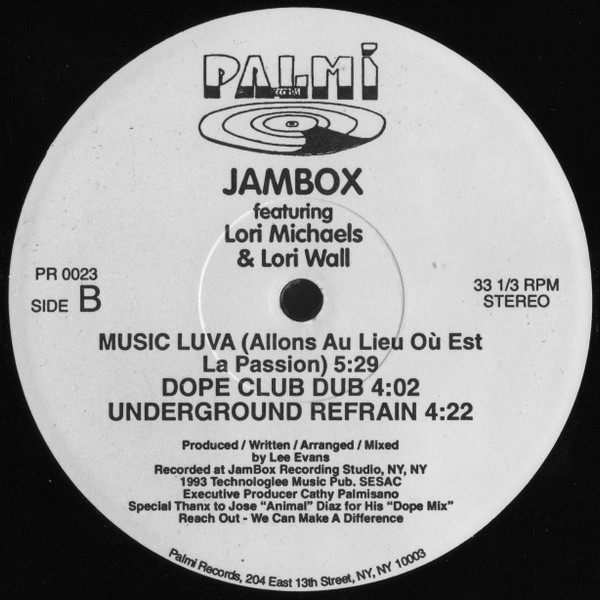 PALMI
RECORDS
JAMBOX
featuring
Lori Michaels
& Lori Wall
PR 0023
SIDE B
33 1/3 RPM
STEREO
MUSIC LUVA (Allons Au Lieu Où Est
La Passion) 5:29
DOPE CLUB DUB 4:02
UNDERGROUND REFRAIN 4:22
Produced / Written / Arranged / Mixed
by Lee Evans
Recorded at JamBox Recording Studio, NY, NY
1993 Technologlee Music Pub. SESAC
Executive Producer Cathy Palmisano
Special Thanx to Jose “Animal” Diaz for His “Dope Mix”
Reach Out - We Can Make A Difference
Palmi Records, 204 East 13th Street, NY, NY 10003